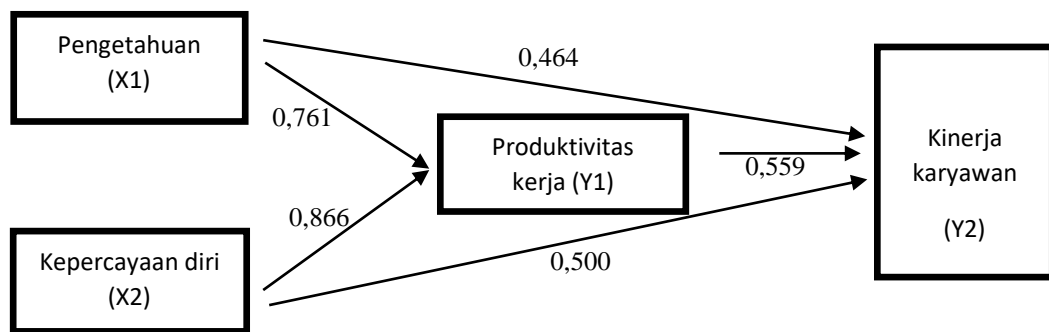 Pengetahuan
(X1)
0,464
0,761
Produktivitas
kerja (Y1)
0,559
Kinerja
karyawan
(Y2)
0,866
Kepercayaan diri
(X2)
0,500